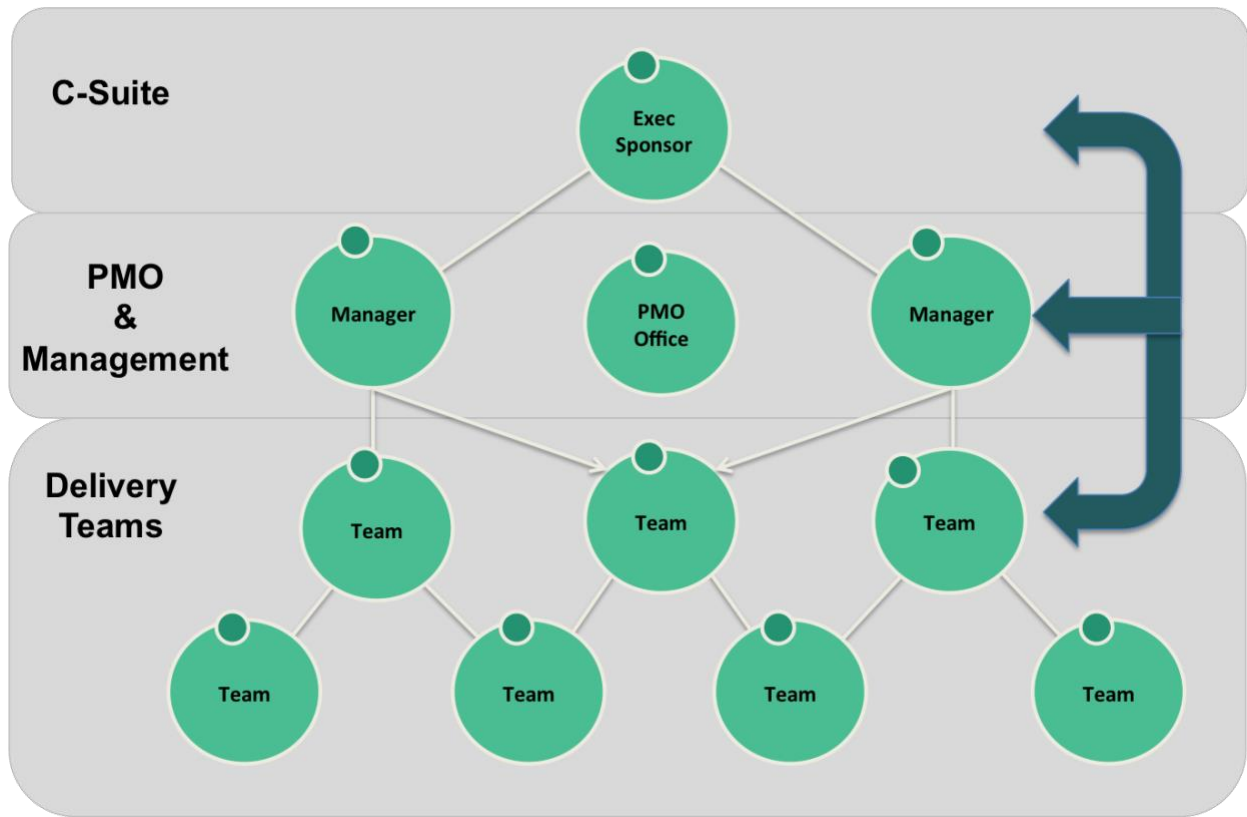 C-Suite
Exec
Sponsor
PMO
&
Management
Manager
PMO
Office
Manager
Delivery
Teams
Team
Team
Team
Team
Team
Team
Team